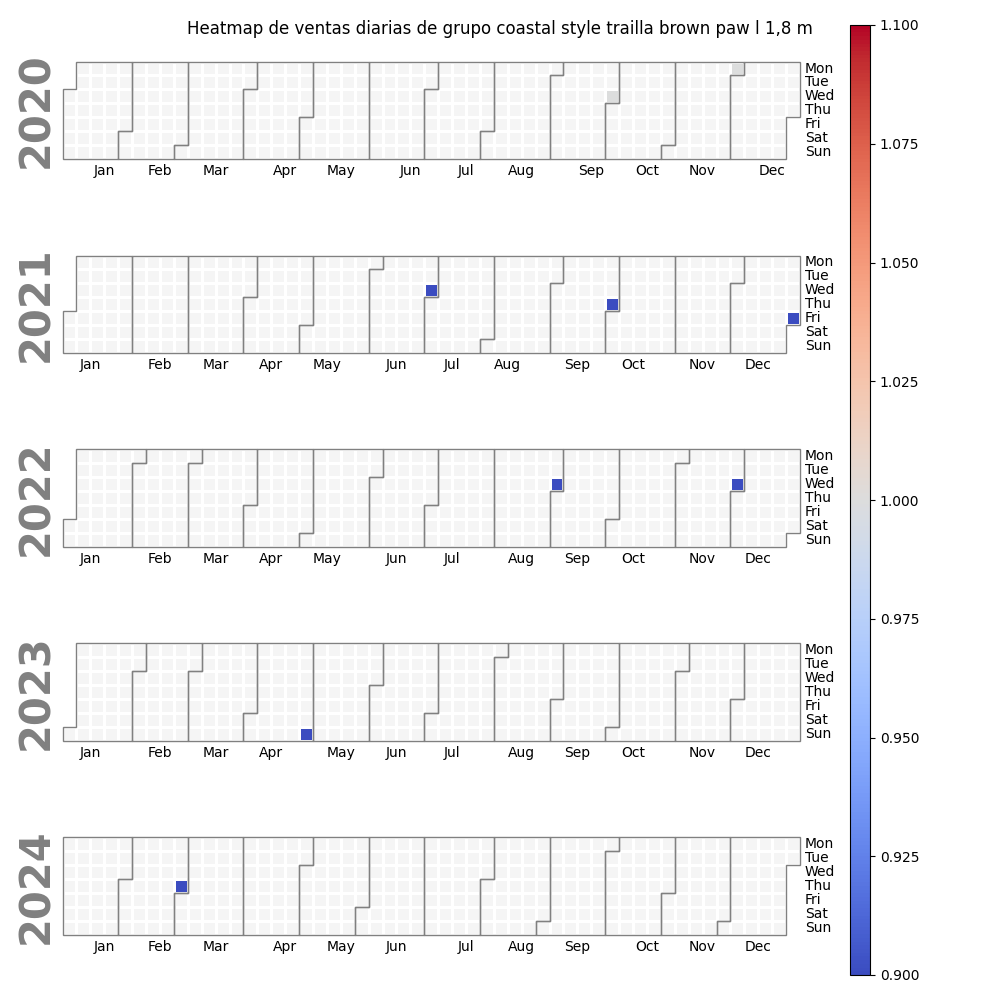 Heatmap de ventas diarias de grupo coastal style trailla brown paw l 1,8 m
2020
Mon
Tue
Wed
Thu
Fri
Sat
Sun
Jan Feb Mar Apr May Jun Jul Aug Sep Oct Nov Dec
2021
Mon
Tue
Wed
Thu
Fri
Sat
Sun
Jan Feb Mar Apr May Jun Jul Aug Sep Oct Nov Dec
2022
Mon
Tue
Wed
Thu
Fri
Sat
Sun
Jan Feb Mar Apr May Jun Jul Aug Sep Oct Nov Dec
2023
Mon
Tue
Wed
Thu
Fri
Sat
Sun
Jan Feb Mar Apr May Jun Jul Aug Sep Oct Nov Dec
2024
Mon
Tue
Wed
Thu
Fri
Sat
Sun
Jan Feb Mar Apr May Jun Jul Aug Sep Oct Nov Dec
1.100
1.075
1.050
1.025
1.000
0.975
0.950
0.925
0.900